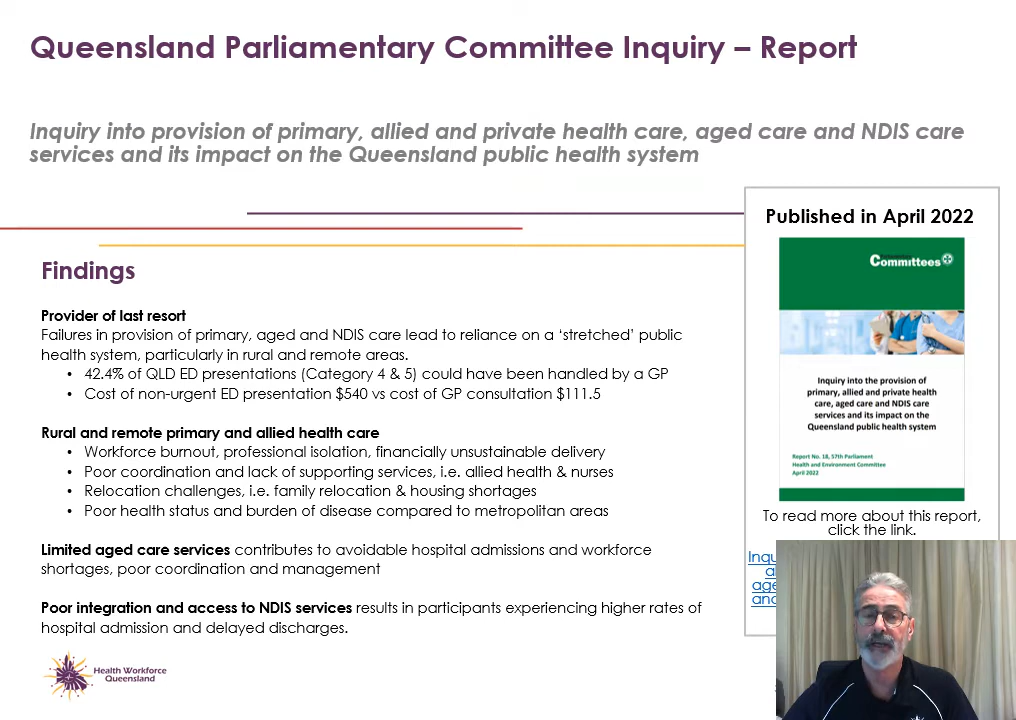 Queensland Parliamentary Committee Inquiry – Report
Inquiry into provision of primary, allied and private health care, aged care and NDIS care
services and its impact on the Queensland public health system
Published in April 2022
Committees
Inquiry into the provision of
primary, allied and private health
care, aged care and NDIS care
services and its impact on the
Queensland public health system
Report No. 18, 57th Parliament
Health and Environment Committee
April 2022
To read more about this report,
click the link.
Findings
Provider of last resort
Failures in provision of primary, aged and NDIS care lead to reliance on a ‘stretched’ public
health system, particularly in rural and remote areas.
• 42.4% of QLD ED presentations (Category 4 & 5) could have been handled by a GP
• Cost of non-urgent ED presentation $540 vs cost of GP consultation $111.5
Rural and remote primary and allied health care
• Workforce burnout, professional isolation, financially unsustainable delivery
• Poor coordination and lack of supporting services, i.e. allied health & nurses
• Relocation challenges, i.e. family relocation & housing shortages
• Poor health status and burden of disease compared to metropolitan areas
Limited aged care services contributes to avoidable hospital admissions and workforce
shortages, poor coordination and management
Poor integration and access to NDIS services results in participants experiencing higher rates of
hospital admission and delayed discharges.
Health Workforce
Queensland